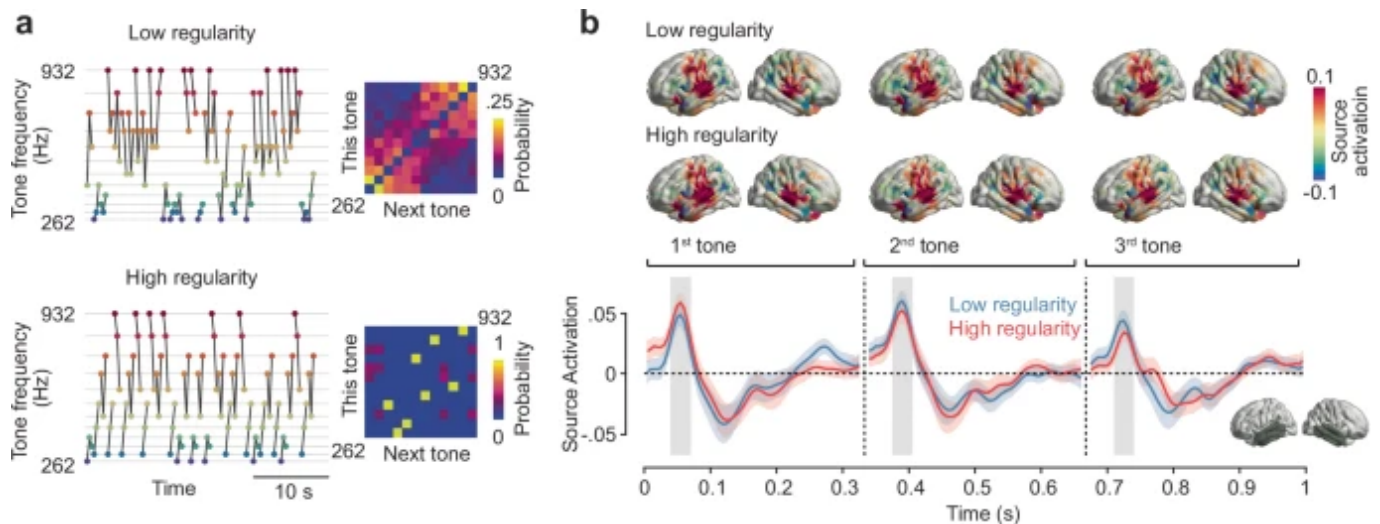 a
Low regularity
932
Tone frequency
(Hz)
262
932
.25
Probability
0
This tone
262
Next tone
High regularity
932
Tone frequency
(Hz)
262
Time
10 s
932
1
Probability
0
This tone
262
Next tone
b
Low regularity
High regularity
0.1
Source
activatioin
-0.1
1st tone
2nd tone
3rd tone
Low regularity
High regularity
Source Activation
.05
0
-.05
0 0.1 0.2 0.3 0.4 0.5 0.6 0.7 0.8 0.9 1
Time (s)